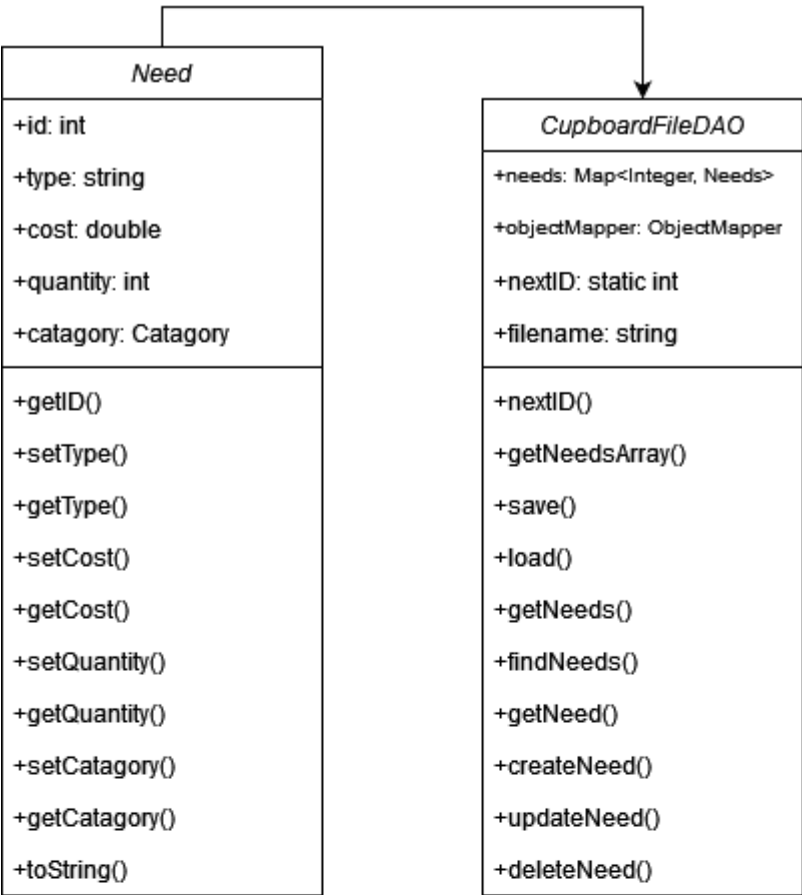 Need
+id: int
+type: string
+cost: double
+quantity: int
+catagory: Catagory
+getID()
+setType()
+getType()
+setCost()
+getCost()
+setQuantity()
+getQuantity()
+setCatagory()
+getCatagory()
+toString()
CupboardFileDAO
+needs: Map<Integer, Needs>
+objectMapper: ObjectMapper
+nextID: static int
+filename: string
+nextID()
+getNeedsArray()
+save()
+load()
+getNeeds()
+findNeeds()
+getNeed()
+createNeed()
+updateNeed()
+deleteNeed()